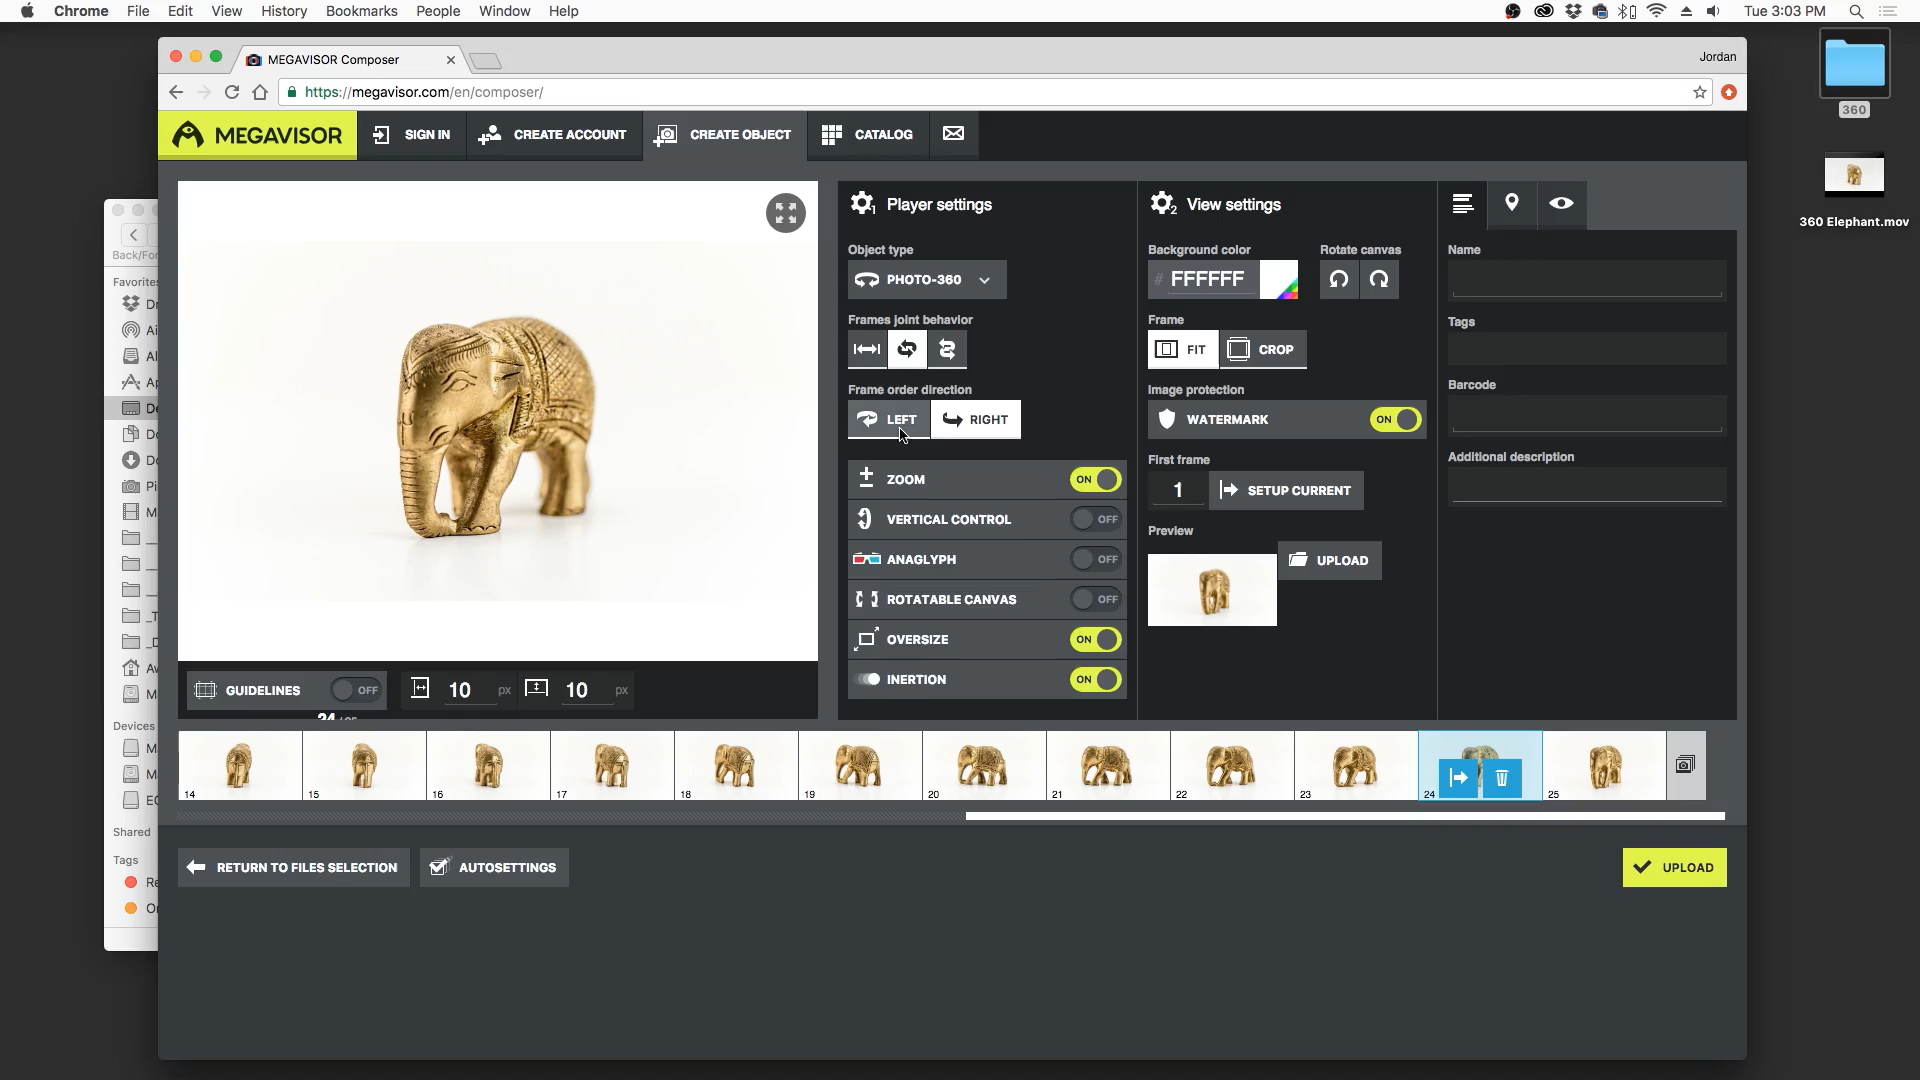 Chrome File Edit View History Bookmarks People Window Help
Tue 3:03 PM
MEGAVISOR Composer
Jordan
https://megavisor.com/en/composer/
360
360 Elephant.mov
MEGAVISOR
SIGN IN
CREATE ACCOUNT
CREATE OBJECT
CATALOG
Back/For
Favorites
Devices
Shared
Tags
Player settings
Object type
PHOTO-360
Frames joint behavior
Frame order direction
LEFT
RIGHT
ZOOM ON
VERTICAL CONTROL OFF
ANAGLYPH OFF
ROTATABLE CANVAS OFF
OVERSIZE ON
INERTION ON
View settings
Background color
Rotate canvas
# FFFFFF
Frame
FIT
CROP
Image protection
WATERMARK ON
First frame
1
SETUP CURRENT
Preview
UPLOAD
Name
Tags
Barcode
Additional description
GUIDELINES OFF
10 px
10 px
14
15
16
17
18
19
20
21
22
23
24
25
RETURN TO FILES SELECTION
AUTOSETTINGS
UPLOAD